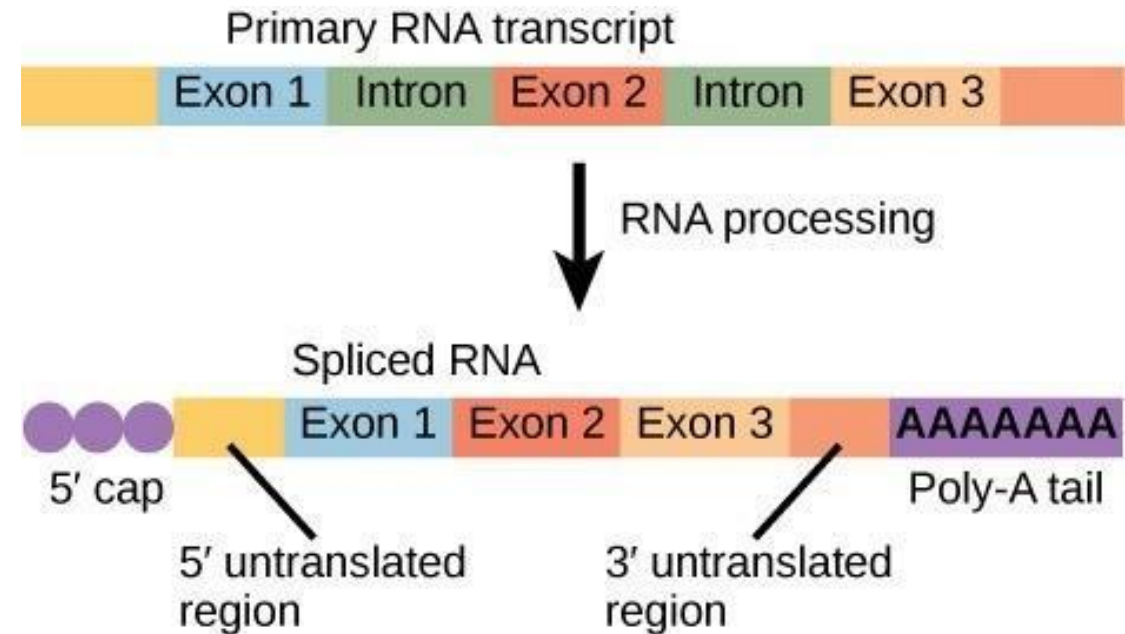 Primary RNA transcript
Exon 1 Intron Exon 2 Intron Exon 3
RNA processing
Spliced RNA
Exon 1 Exon 2 Exon 3 AAAAAAA
5′ cap
Poly-A tail
5′ untranslated
region
3′ untranslated
region